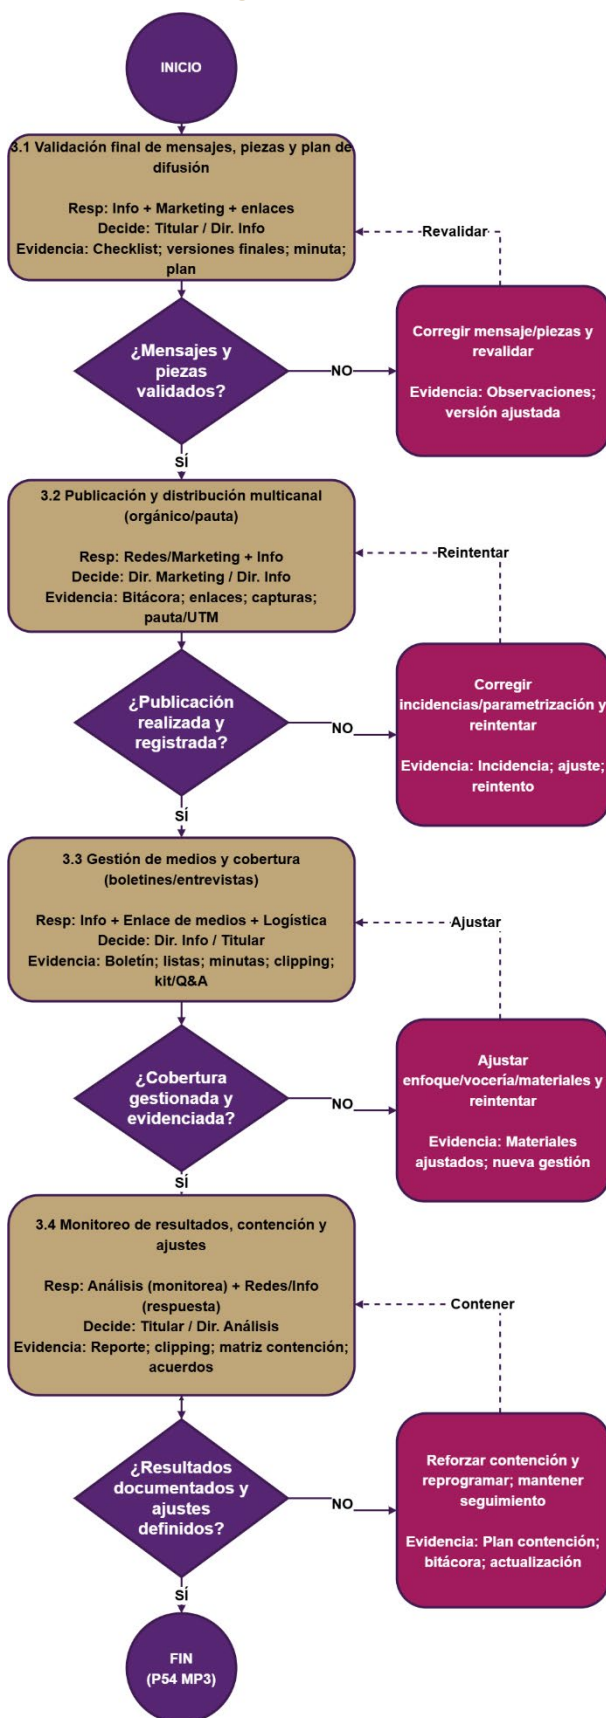 INICIO
3.1 Validación final de mensajes, piezas y plan de
difusión
Resp: Info + Marketing + enlaces
Decide: Titular / Dir. Info
Evidencia: Checklist; versiones finales; minuta;
plan
Revalidar
¿Mensajes y
piezas
validados?
NO
Corregir mensaje/piezas y
revalidar
Evidencia: Observaciones;
versión ajustada
SÍ
3.2 Publicación y distribución multicanal
(orgánico/pauta)
Resp: Redes/Marketing + Info
Decide: Dir. Marketing / Dir. Info
Evidencia: Bitácora; enlaces; capturas;
pauta/UTM
Reintentar
¿Publicación
realizada y
registrada?
NO
Corregir
incidencias/parametrización y
reintentar
Evidencia: Incidencia; ajuste;
reintento
SÍ
3.3 Gestión de medios y cobertura
(boletines/entrevistas)
Resp: Info + Enlace de medios + Logística
Decide: Dir. Info / Titular
Evidencia: Boletín; listas; minutas; clipping;
kit/Q&A
Ajustar
¿Cobertura
gestionada y
evidenciada?
NO
Ajustar
enfoque/vocería/materiales y
reintentar
Evidencia: Materiales
ajustados; nueva gestión
SÍ
3.4 Monitoreo de resultados, contención y
ajustes
Resp: Análisis (monitorea) + Redes/Info
(respuesta)
Decide: Titular / Dir. Análisis
Evidencia: Reporte; clipping; matriz contención;
acuerdos
Contener
¿Resultados
documentados y
ajustes
definidos?
NO
Reforzar contención y
reprogramar; mantener
seguimiento
Evidencia: Plan contención;
bitácora; actualización
SÍ
FIN
(P54 MP3)